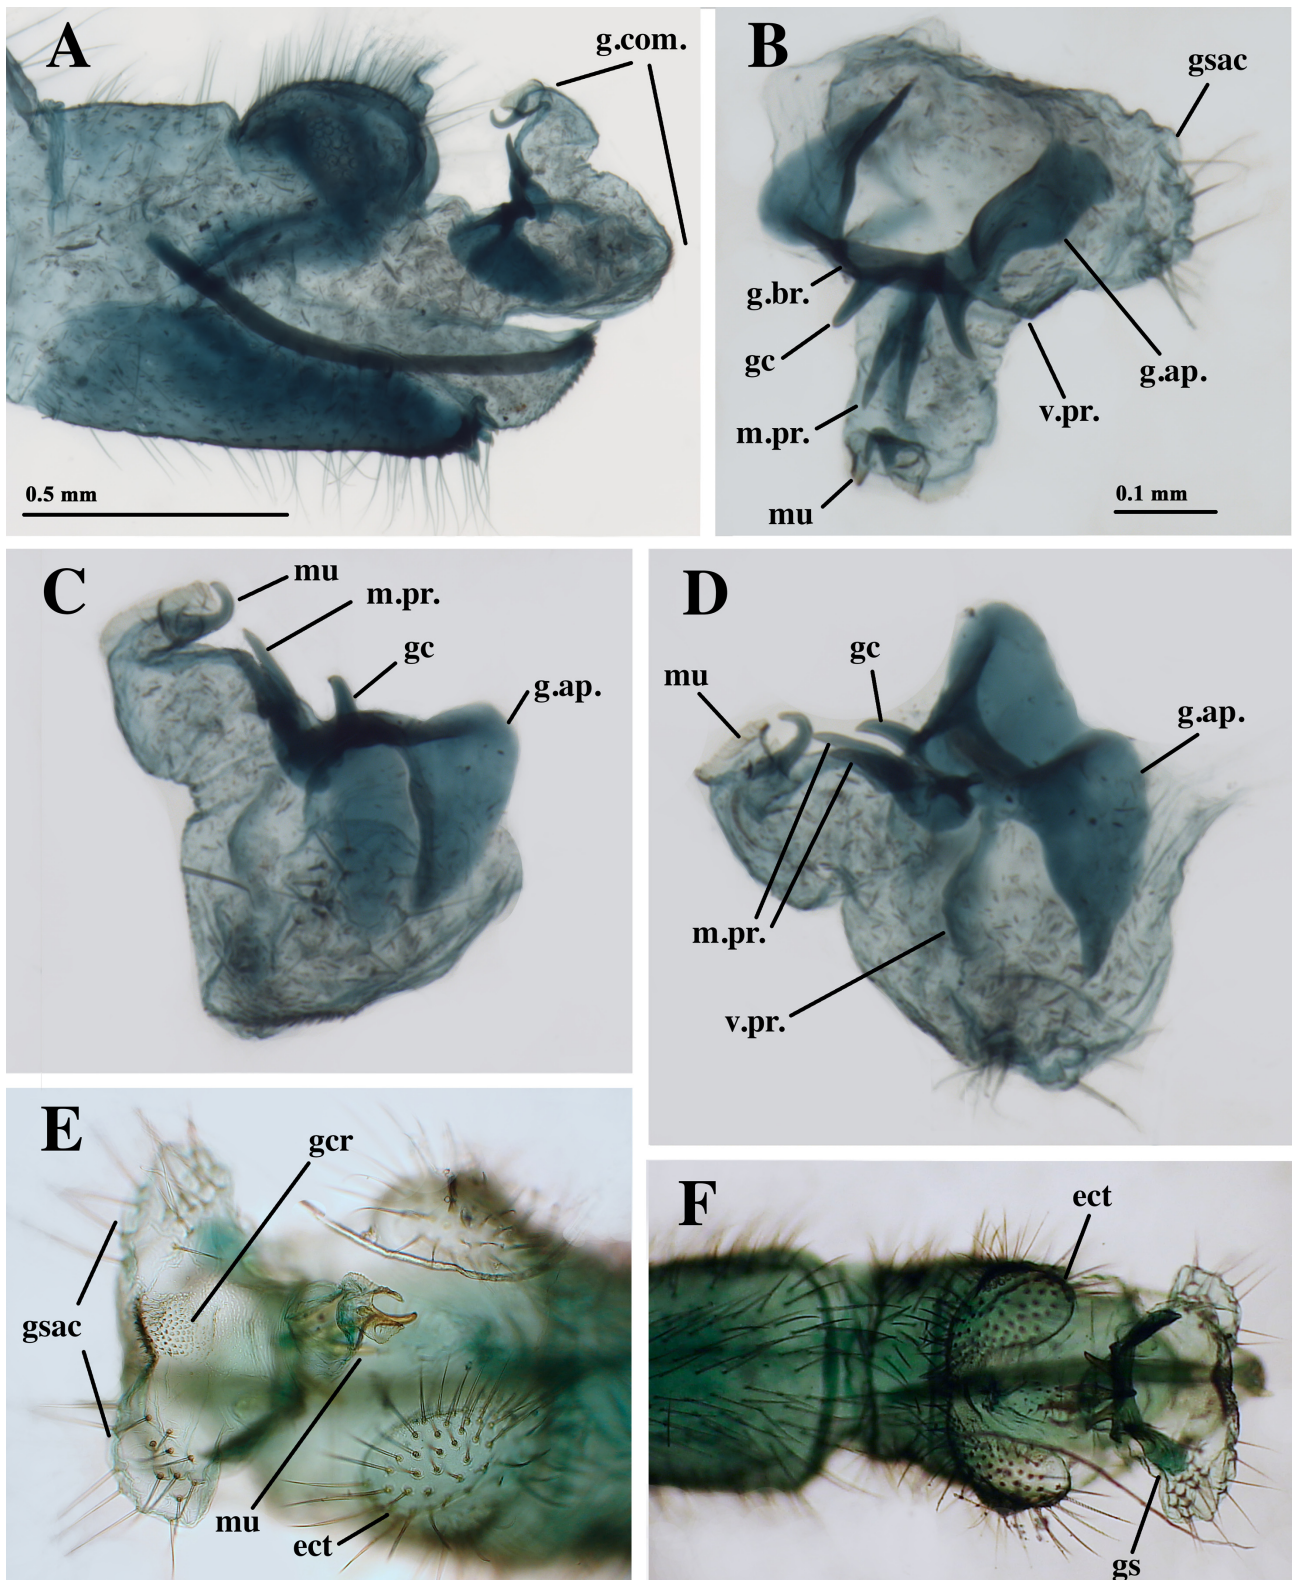 A
g.com.
0.5 mm
B
gsac
g.br.
gc
m.pr.
mu
v.pr.
g.ap.
0.1 mm
C
mu
m.pr.
gc
g.ap.
D
mu
gc
g.ap.
m.pr.
v.pr.
E
gcr
gsac
mu
ect
F
ect
gs